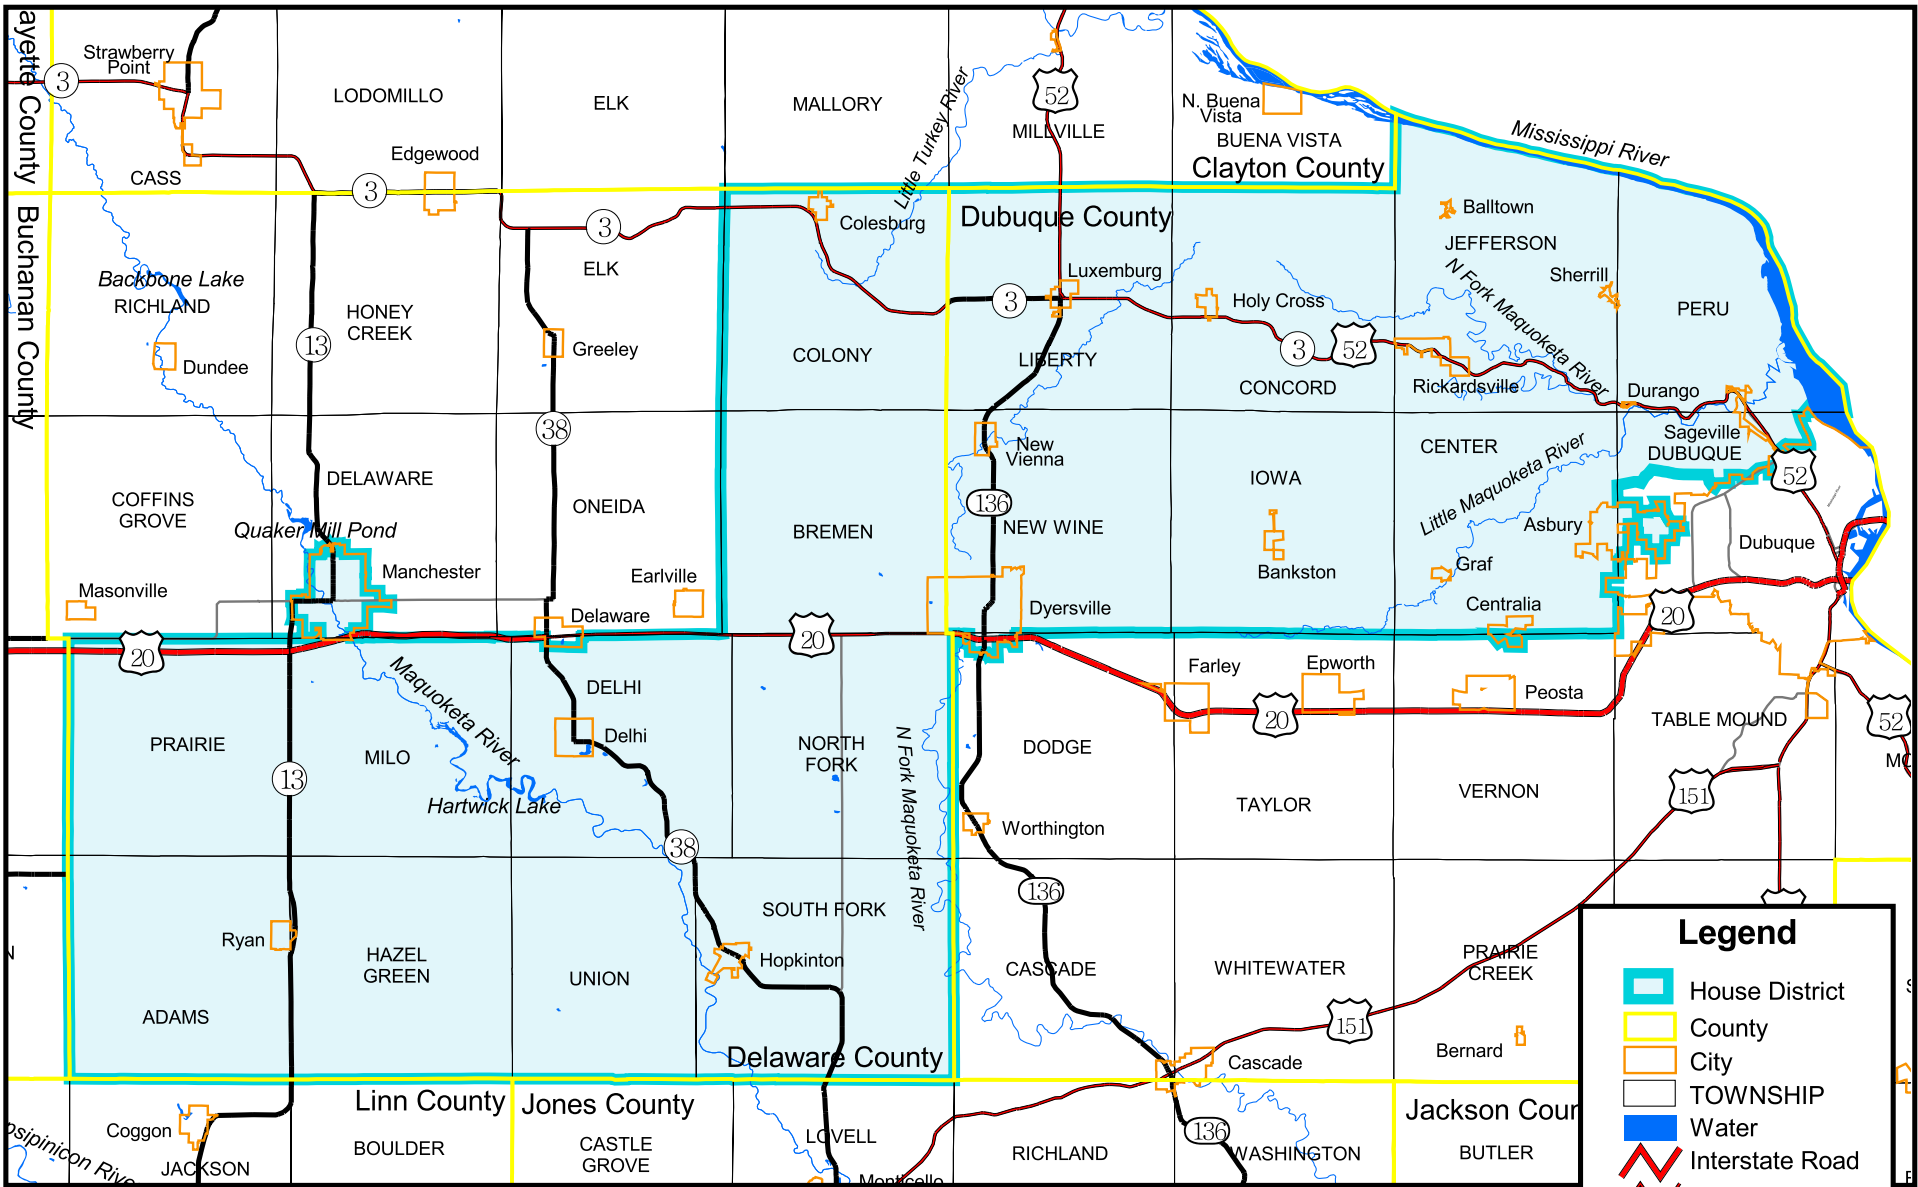 ayette County
Strawberry
Point
3
LODOMILLO
ELK
MALLORY
Little Turkey River
52
MILLVILLE
N. Buena
Vista
BUENA VISTA
Clayton County
Mississippi River
CASS
Edgewood
3
Buchanan County
Colesburg
Dubuque County
Balltown
JEFFERSON
3
ELK
Backbone Lake
RICHLAND
HONEY
CREEK
13
Dundee
Greeley
Luxemburg
3
Holy Cross
N Fork Maquoketa River
Sherrill
PERU
COLONY
LIBERTY
3
52
CONCORD
Rickardsville
Durango
38
New
Vienna
CENTER
Sageville
DUBUQUE
52
DELAWARE
COFFINS
GROVE
ONEIDA
136
IOWA
Little Maquoketa River
Quaker Mill Pond
BREMEN
NEW WINE
Asbury
Dubuque
Manchester
Masonville
Earlville
Bankston
Graf
Delaware
Dyersville
Centralia
20
20
20
Maquoketa River
DELHI
Farley
Epworth
Peosta
20
TABLE MOUND
52
PRAIRIE
MILO
Delhi
NORTH
FORK
N Fork Maquoketa River
DODGE
MO
13
Hartwick Lake
TAYLOR
VERNON
151
Worthington
38
136
SOUTH FORK
Ryan
HAZEL
GREEN
UNION
Hopkinton
CASCADE
WHITEWATER
PRAIRIE
CREEK
ADAMS
151
Delaware County
Cascade
Bernard
Linn County
Jones County
Jackson Cour
Coggon
psipinicon Rive
JACKSON
BOULDER
CASTLE
GROVE
LOVELL
Monticello
RICHLAND
136
WASHINGTON
BUTLER
Legend
House District
County
City
TOWNSHIP
Water
Interstate Road